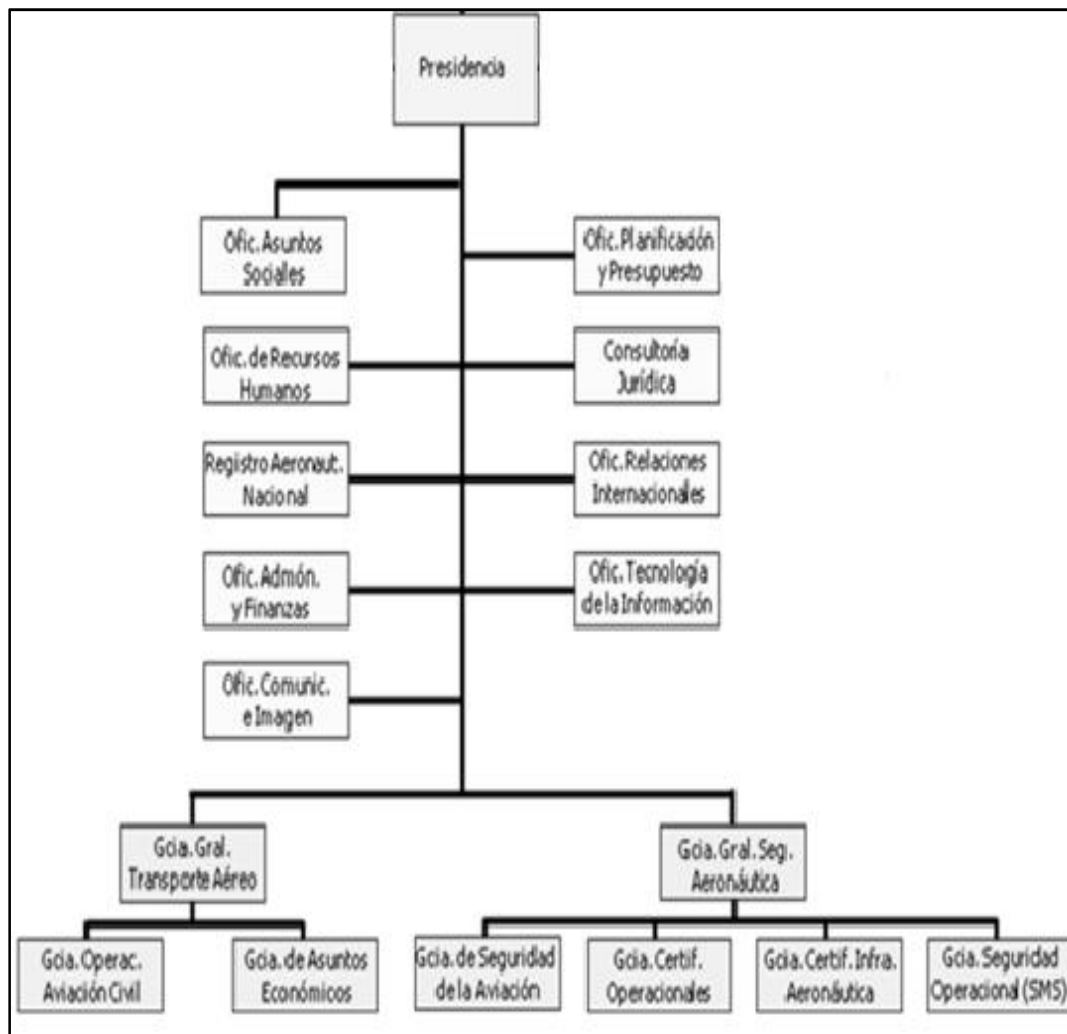 Presidencia
Ofic. Asuntos
Sociales
Ofic. Planificación
y Presupuesto
Ofic. de Recursos
Humanos
Consultoría
Jurídica
Registro Aeronaut.
Nacional
Ofic. Relaciones
Internacionales
Ofic. Admón.
y Finanzas
Ofic. Tecnología
de la Información
Ofic. Comunic.
e Imagen
Gcia. Gral.
Transporte Aéreo
Gcia. Gral. Seg.
Aeronáutica
Gcia. Operac.
Aviación Civil
Gcia. de Asuntos
Económicos
Gcia. de Seguridad
de la Aviación
Gcia. Certif.
Operacionales
Gcia. Certif. Infra.
Aeronáutica
Gcia. Seguridad
Operacional (SMS)